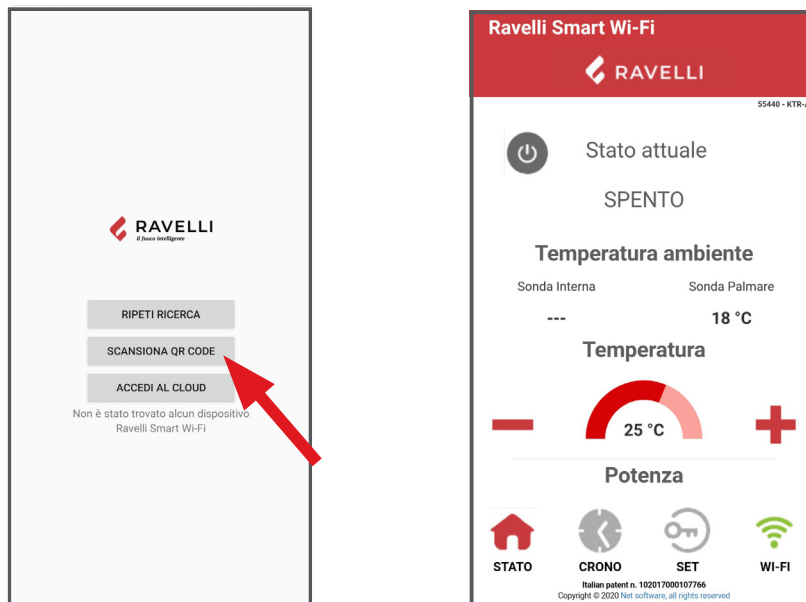 RAVELLI
il fuoco intelligente
RIPETI RICERCA
SCANSIONA QR CODE
ACCEDI AL CLOUD
Non è stato trovato alcun dispositivo
Ravelli Smart Wi-Fi
Ravelli Smart Wi-Fi
RAVELLI
55440 - KTR-
Stato attuale
SPENTO
Temperatura ambiente
Sonda Interna Sonda Palmare
--- 18 °C
Temperatura
25 °C
Potenza
STATO CRONO SET WI-FI
Italian patent n. 102017000107766
Copyright © 2020 Net software, all rights reserved